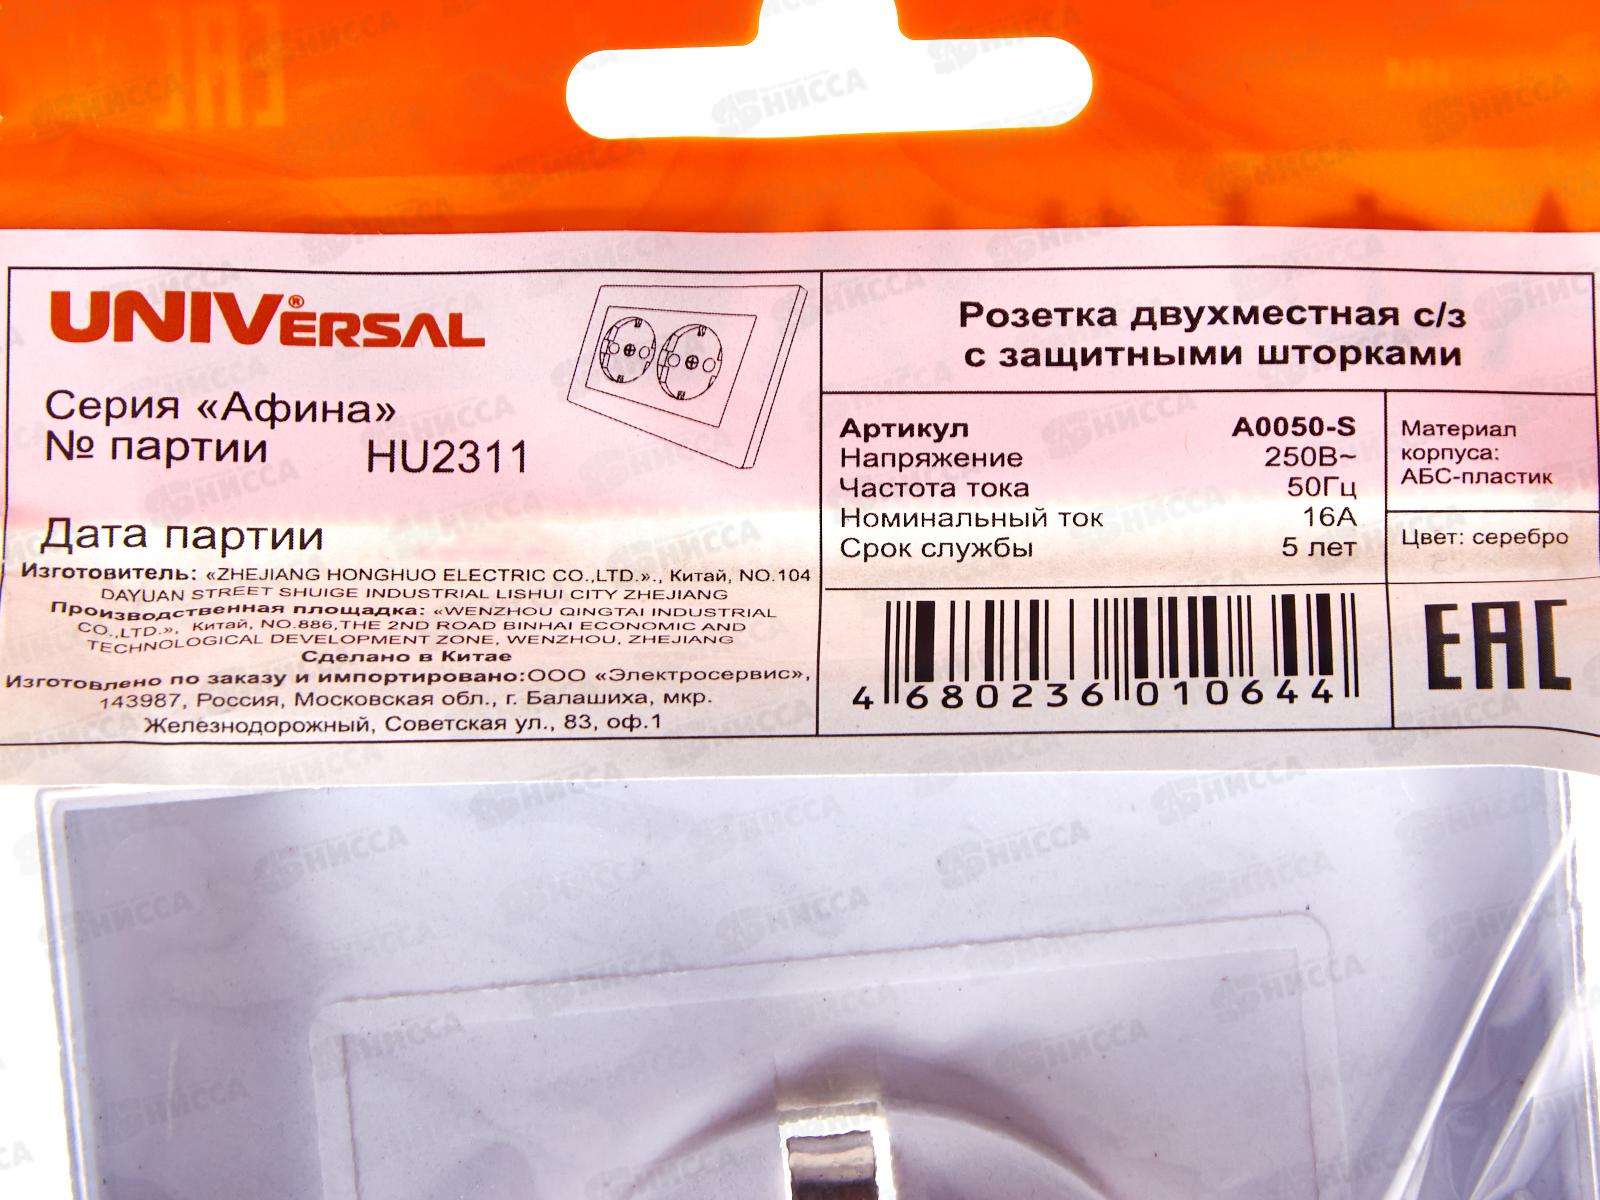 UNIVERSAL®
Серия «Афина»
№ партии HU2311
Дата партии
Изготовитель: «ZHEJIANG HONGHUO ELECTRIC CO.,LTD.»., Китай, NO.104
DAYUAN STREET SHUIGE INDUSTRIAL LISHUI CITY ZHEJIANG
Производственная площадка: «WENZHOU QINGTAI INDUSTRIAL
CO.,LTD.», Китай, NO.886,THE 2ND ROAD BINHAI ECONOMIC AND
TECHNOLOGICAL DEVELOPMENT ZONE, WENZHOU, ZHEJIANG
Сделано в Китае
Изготовлено по заказу и импортировано:ООО «Электросервис»,
143987, Россия, Московская обл., г. Балашиха, мкр.
Железнодорожный, Советская ул., 83, оф.1
Розетка двухместная с/з
с защитными шторками
Артикул A0050-S
Напряжение 250В~
Частота тока 50Гц
Номинальный ток 16А
Срок службы 5 лет
Материал
корпуса:
АБС-пластик
Цвет: серебро
4 680236 010644
EAC
НИССА